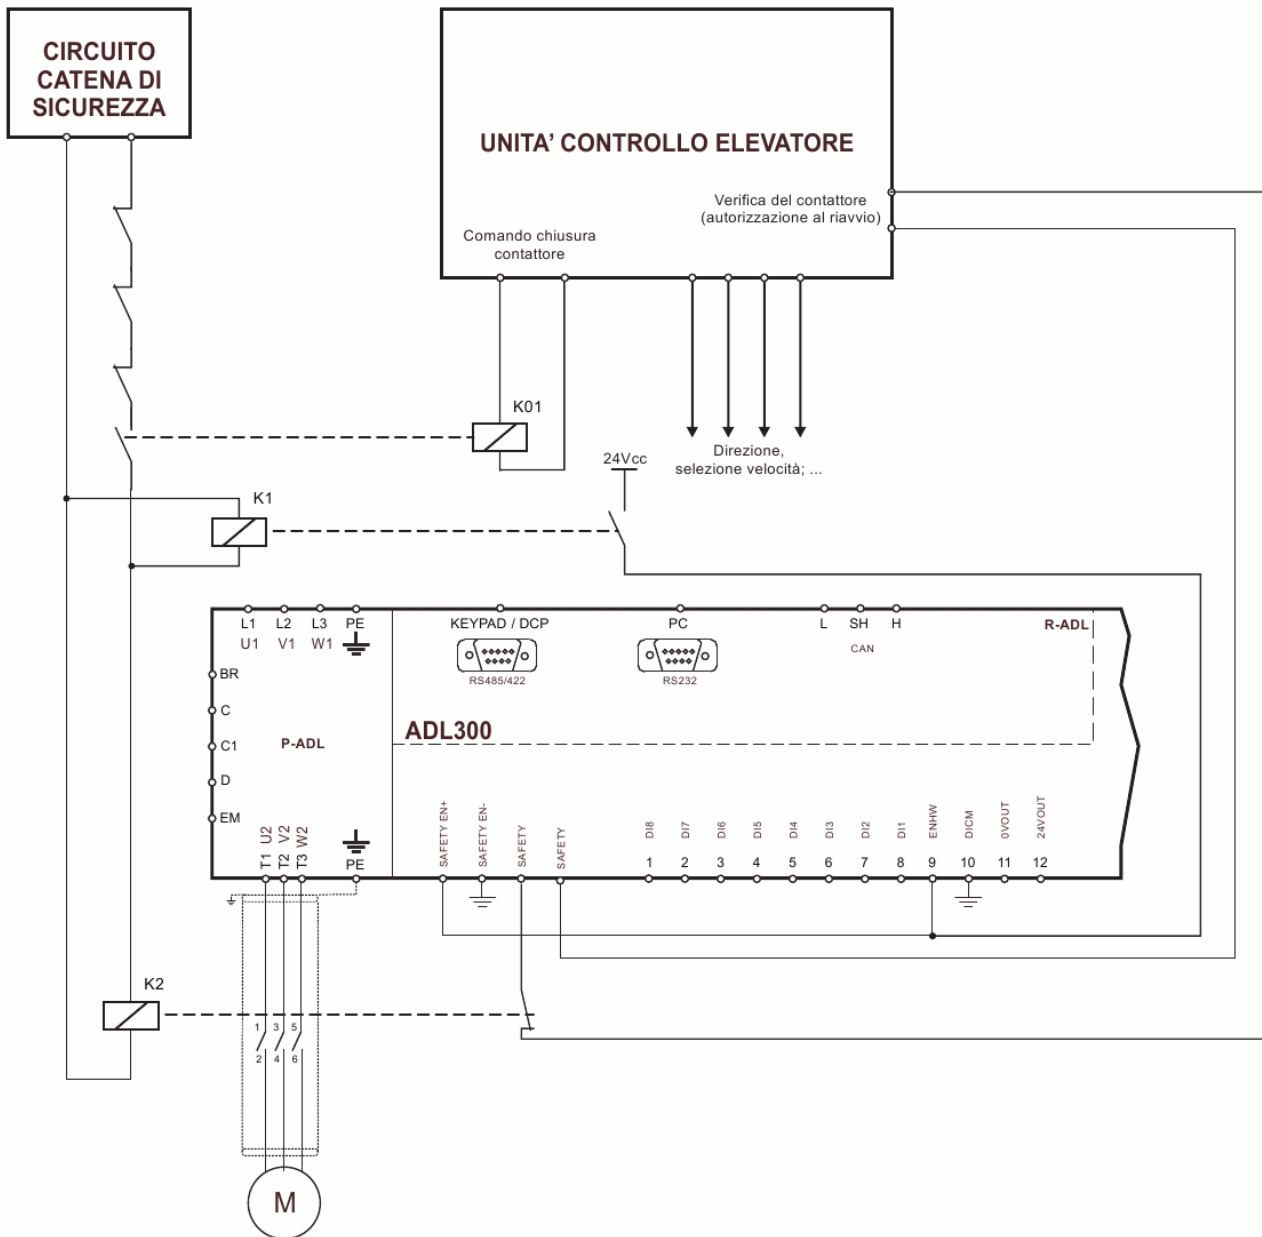 CIRCUITO
CATENA DI
SICUREZZA
UNITA' CONTROLLO ELEVATORE
Verifica del contattore
(autorizzazione al riavvio)
Comando chiusura
contattore
K01
Direzione,
selezione velocità; ...
24Vcc
K1
L1 L2 L3 PE
U1 V1 W1
KEYPAD / DCP
RS485/422
PC
RS232
L SH H
CAN
R-ADL
BR
C
C1
D
EM
P-ADL
ADL300
T1 U2
T2 V2
T3 W2
PE
SAFETY EN+
SAFETY EN-
SAFETY
SAFETY
DI8 DI7 DI6 DI5 DI4 DI3 DI2 DI1 ENHW DICM 0VOUT 24VOUT
1 2 3 4 5 6 7 8 9 10 11 12
K2
1 3 5
2 4 6
M